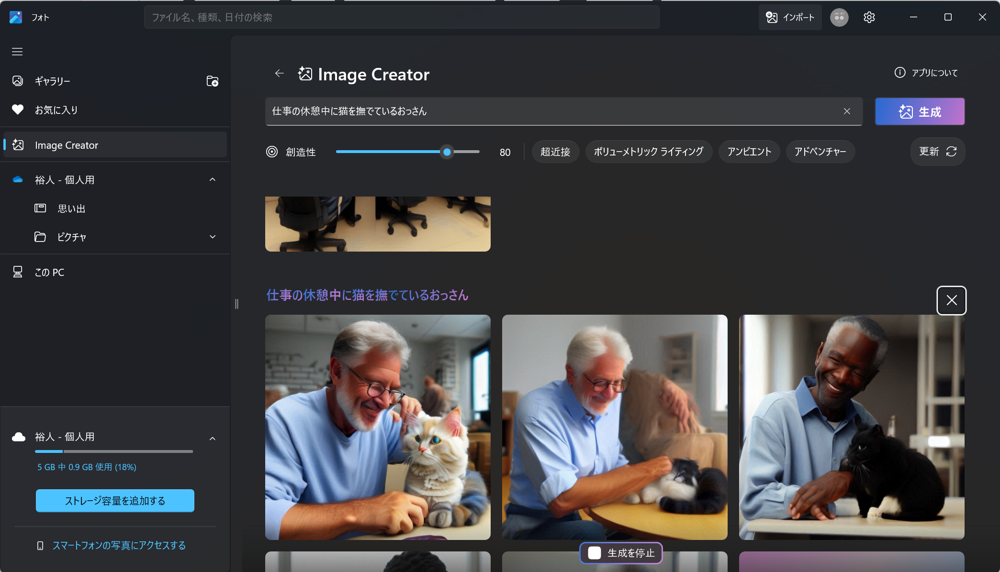 フォト
ファイル名、種類、日付の検索
インポート
ギャラリー
お気に入り
Image Creator
裕人 - 個人用
思い出
ピクチャ
この PC
裕人 - 個人用
5 GB 中 0.9 GB 使用 (18%)
ストレージ容量を追加する
スマートフォンの写真にアクセスする
Image Creator
アプリについて
仕事の休憩中に猫を撫でているおっさん
生成
創造性
80
超近接
ボリューメトリック ライティング
アンビエント
アドベンチャー
更新
仕事の休憩中に猫を撫でているおっさん
生成を停止